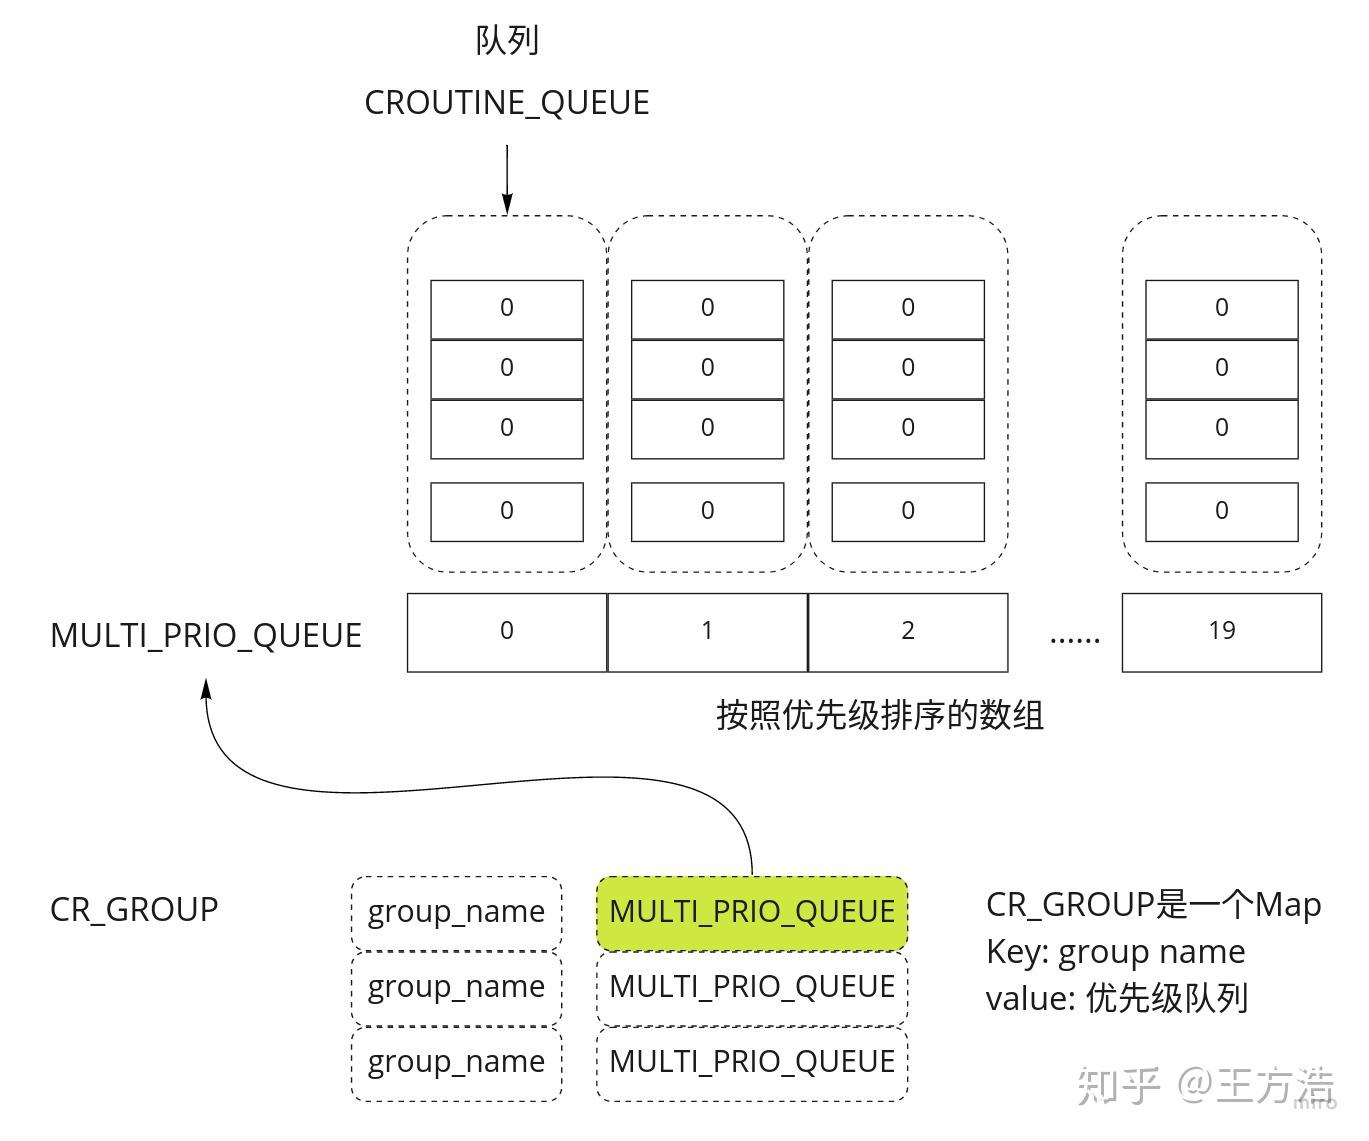 队列
CROUTINE_QUEUE
0 0 0 0
0 0 0 0
0 0 0 0
0 0 0 0
MULTI_PRIO_QUEUE 0 1 2 ...... 19
按照优先级排序的数组
CR_GROUP group_name MULTI_PRIO_QUEUE
group_name MULTI_PRIO_QUEUE
group_name MULTI_PRIO_QUEUE
CR_GROUP是一个Map
Key: group name
value: 优先级队列
知乎 @王方浩
miro